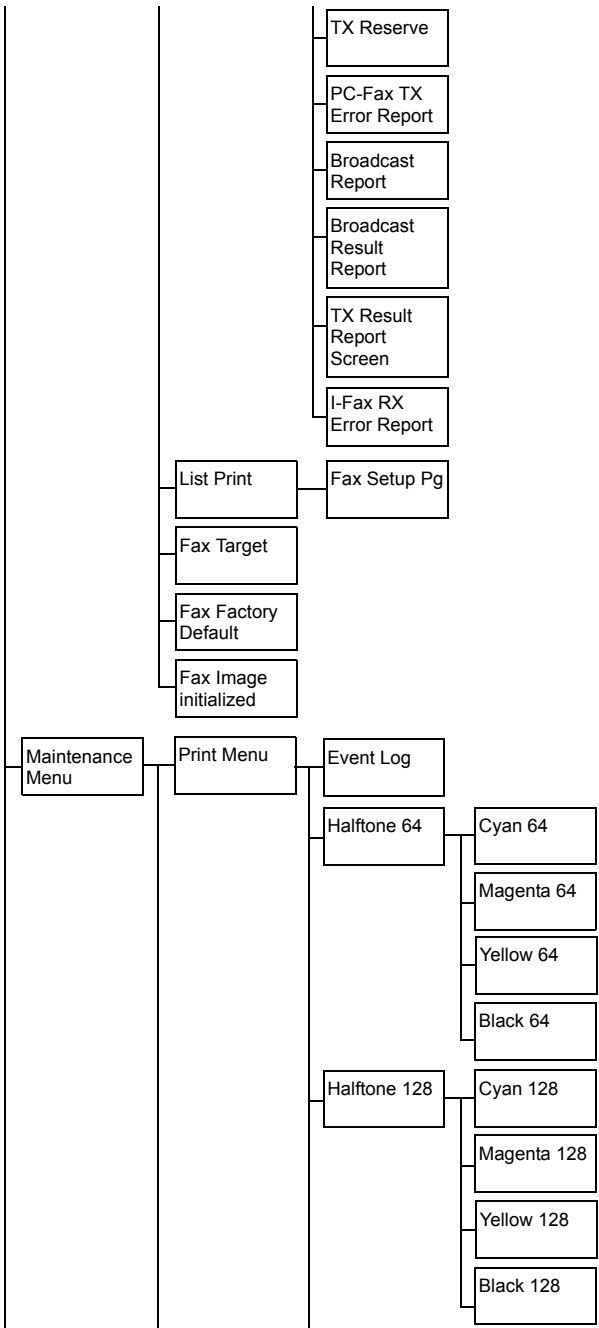 TX Reserve
PC-Fax TX
Error Report
Broadcast
Report
Broadcast
Result
Report
TX Result
Report
Screen
I-Fax RX
Error Report
List Print
Fax Setup Pg
Fax Target
Fax Factory
Default
Fax Image
initialized
Maintenance
Menu
Print Menu
Event Log
Halftone 64
Cyan 64
Magenta 64
Yellow 64
Black 64
Halftone 128
Cyan 128
Magenta 128
Yellow 128
Black 128